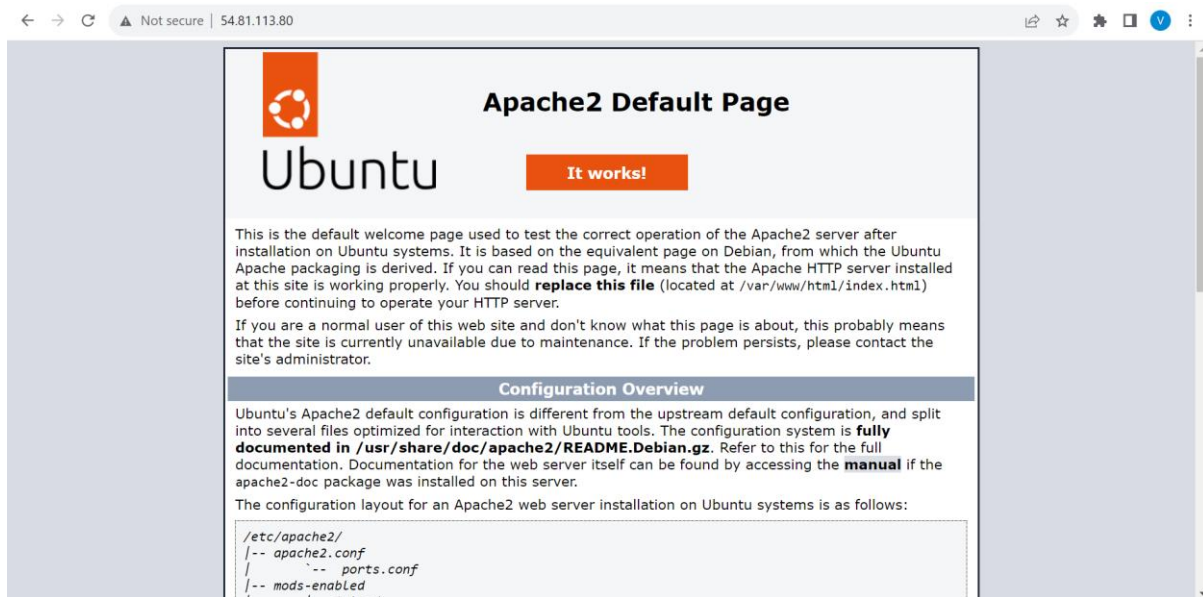 Not secure | 54.81.113.80
V
Apache2 Default Page
Ubuntu
It works!
This is the default welcome page used to test the correct operation of the Apache2 server after
installation on Ubuntu systems. It is based on the equivalent page on Debian, from which the Ubuntu
Apache packaging is derived. If you can read this page, it means that the Apache HTTP server installed
at this site is working properly. You should replace this file (located at /var/www/html/index.html)
before continuing to operate your HTTP server.
If you are a normal user of this web site and don't know what this page is about, this probably means
that the site is currently unavailable due to maintenance. If the problem persists, please contact the
site's administrator.
Configuration Overview
Ubuntu's Apache2 default configuration is different from the upstream default configuration, and split
into several files optimized for interaction with Ubuntu tools. The configuration system is fully
documented in /usr/share/doc/apache2/README.Debian.gz. Refer to this for the full
documentation. Documentation for the web server itself can be found by accessing the manual if the
apache2-doc package was installed on this server.
The configuration layout for an Apache2 web server installation on Ubuntu systems is as follows:
/etc/apache2/
|-- apache2.conf
|       `--  ports.conf
|-- mods-enabled